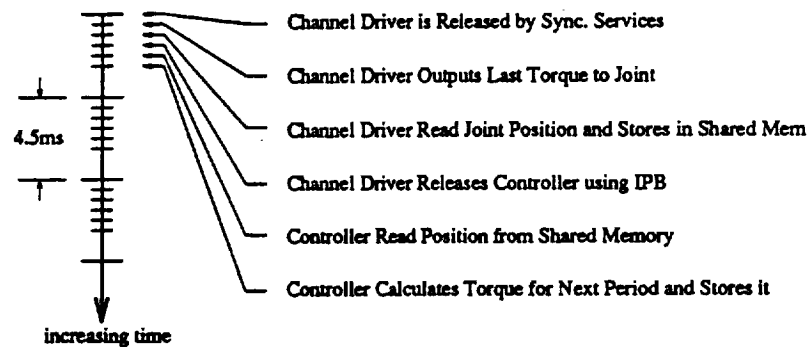 Channel Driver is Released by Sync. Services
Channel Driver Outputs Last Torque to Joint
Channel Driver Read Joint Position and Stores in Shared Mem
4.5ms
Channel Driver Releases Controller using IPB
Controller Read Position from Shared Memory
Controller Calculates Torque for Next Period and Stores it
increasing time